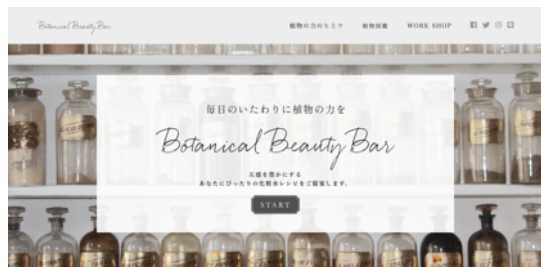 Botanical Beauty Bar
植物の力のヒミツ
植物図鑑
WORK SHOP
毎日のいたわりに植物の力を
Botanical Beauty Bar
五感を豊かにする
あなたにぴったりの化粧水レシピをご提案します。
START